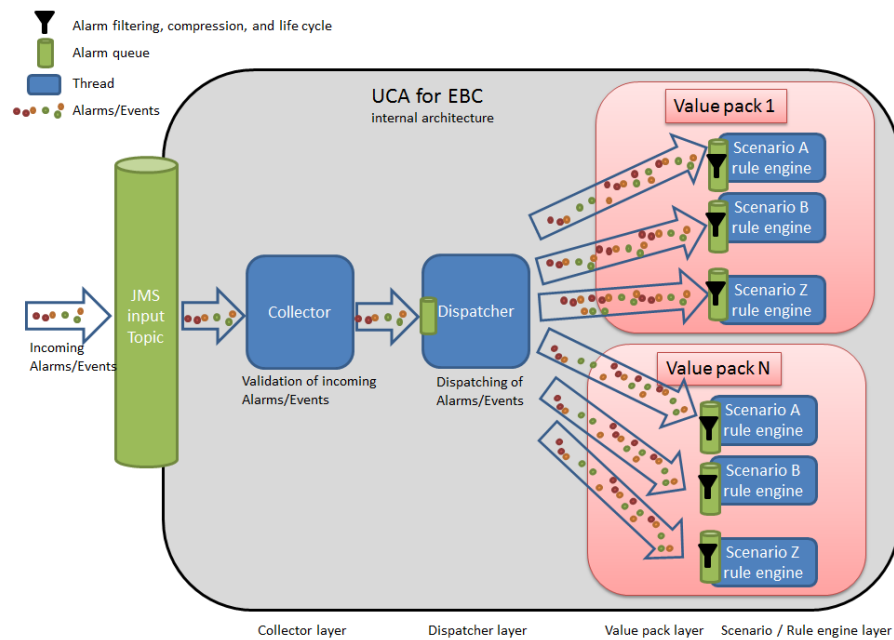 Alarm filtering, compression, and life cycle
Alarm queue
Thread
Alarms/Events
UCA for EBC
internal architecture
Value pack 1
Scenario A
rule engine
Scenario B
rule engine
Scenario Z
rule engine
JMS
input
Topic
Collector
Dispatcher
Incoming
Alarms/Events
Validation of incoming
Alarms/Events
Dispatching of
Alarms/Events
Value pack N
Scenario A
rule engine
Scenario B
rule engine
Scenario Z
rule engine
Collector layer
Dispatcher layer
Value pack layer
Scenario / Rule engine layer